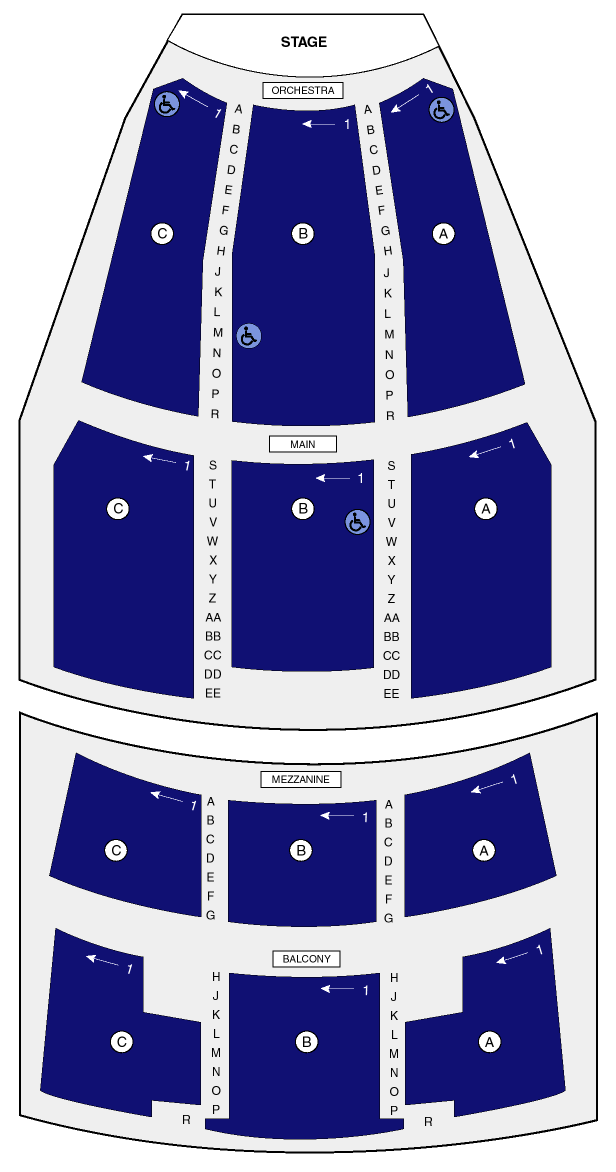 STAGE
ORCHESTRA
1 1 1
A A
B B
C C
D D
E E
F F
C G B G A
H H
J J
K K
L L
M M
N N
O O
P P
R R
MAIN
1 S 1 S 1
T T
U U
C V B V A
W W
X X
Y Y
Z Z
AA AA
BB BB
CC CC
DD DD
EE EE
MEZZANINE
1 A 1 A 1
B B
C C
C D B D A
E E
F F
G G
BALCONY
1 H 1 H 1
J J
K K
C L B L A
M M
N N
O O
P P
R R